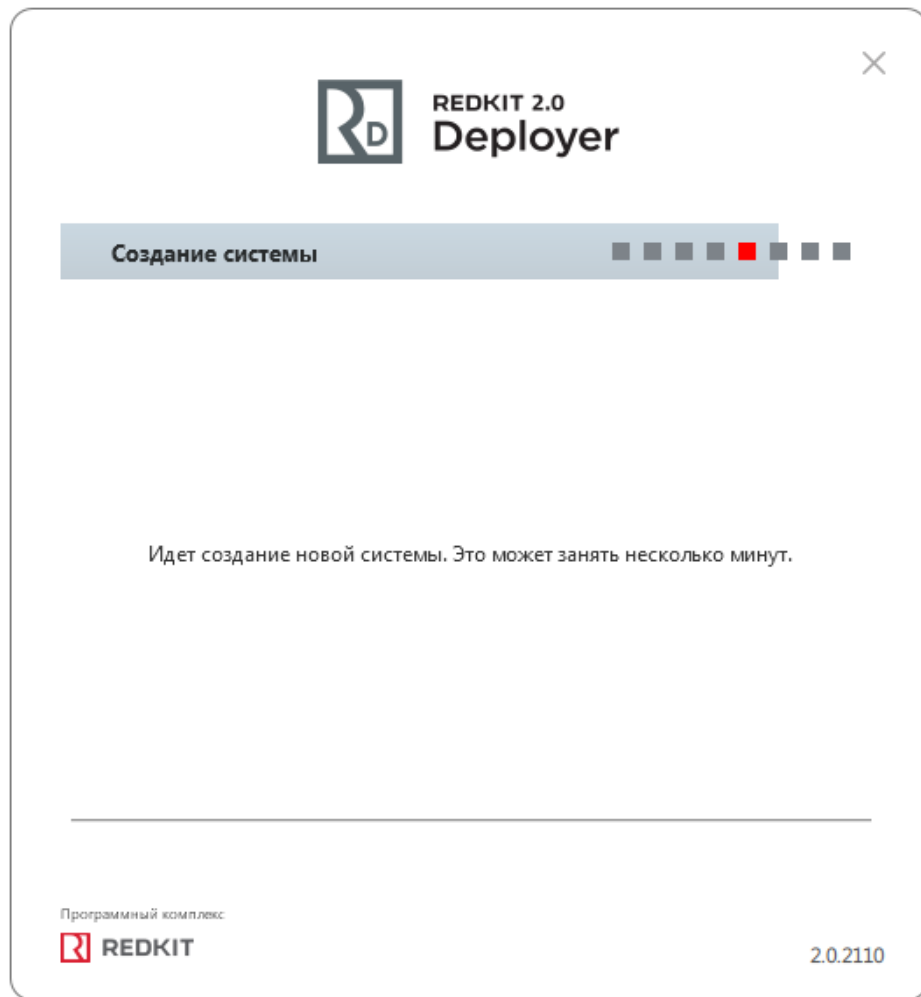 RD
REDKIT 2.0
Deployer
Создание системы
Идет создание новой системы. Это может занять несколько минут.
Программный комплекс
REDKIT
2.0.2110